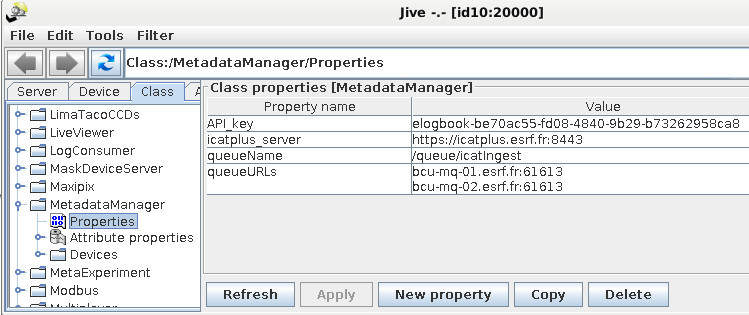 Jive -.- [id10:20000]
File Edit Tools Filter
Class:/MetadataManager/Properties
Server Device Class
Class properties [MetadataManager]
Property name Value
API_key elogbook-be70ac55-fd08-4840-9b29-b73262958ca8
icatplus_server https://icatplus.esrf.fr:8443
queueName /queue/icatIngest
queueURLs bcu-mq-01.esrf.fr:61613
bcu-mq-02.esrf.fr:61613
LimaTacoCCDs
LiveViewer
LogConsumer
MaskDeviceServer
Maxipix
MetadataManager
Properties
Attribute properties
Devices
MetaExperiment
Modbus
Refresh Apply New property Copy Delete